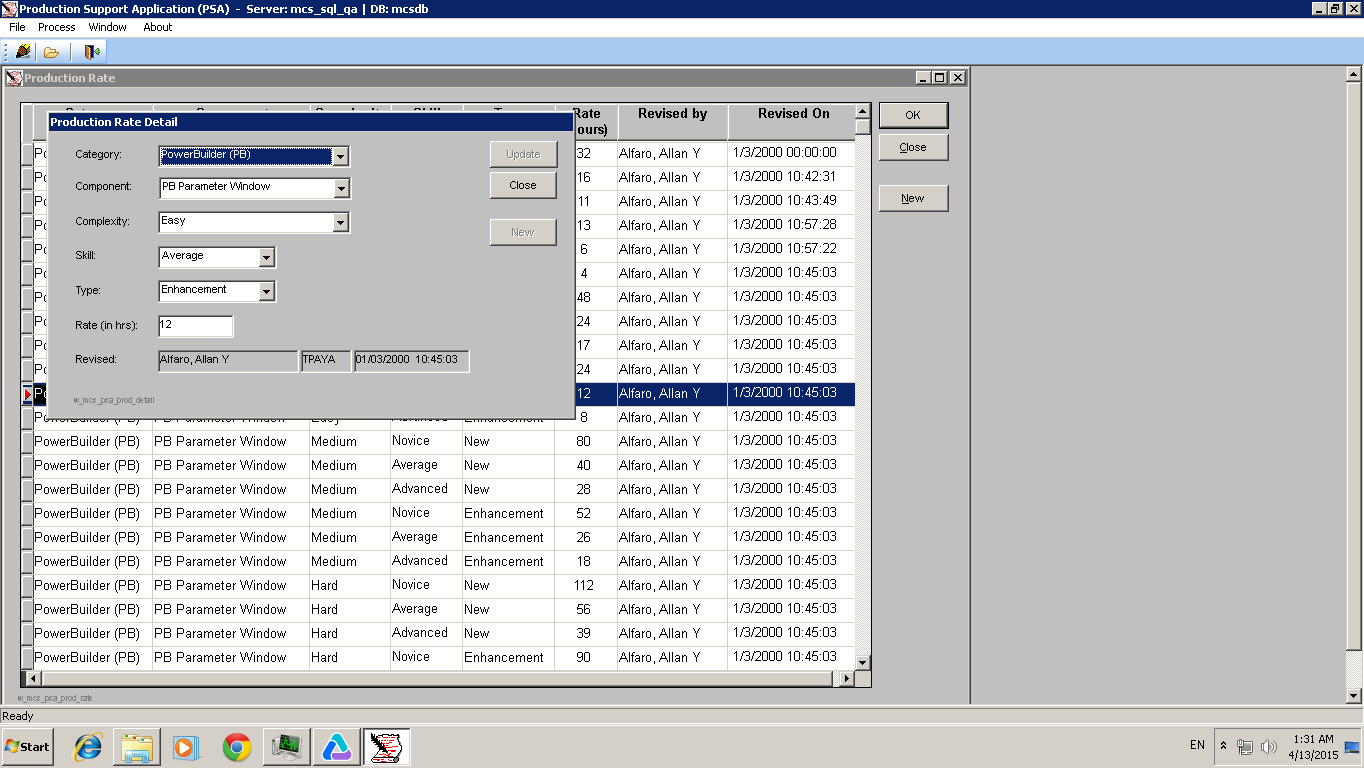 Production Support Application (PSA) - Server: mcs_sql_qa | DB: mcsdb
File Process Window About
Production Rate
Rate Revised by Revised On
ours)
OK
Close
New
Production Rate Detail
Category: PowerBuilder (PB) Update
Component: PB Parameter Window Close
Complexity: Easy New
Skill: Average
Type: Enhancement
Rate (in hrs): 12
Revised: Alfaro, Allan Y TPAYA 01/03/2000 10:45:03
w_mcs_psa_prod_detail
32 Alfaro, Allan Y 1/3/2000 00:00:00
16 Alfaro, Allan Y 1/3/2000 10:42:31
11 Alfaro, Allan Y 1/3/2000 10:43:49
13 Alfaro, Allan Y 1/3/2000 10:57:28
6 Alfaro, Allan Y 1/3/2000 10:57:22
4 Alfaro, Allan Y 1/3/2000 10:45:03
48 Alfaro, Allan Y 1/3/2000 10:45:03
24 Alfaro, Allan Y 1/3/2000 10:45:03
17 Alfaro, Allan Y 1/3/2000 10:45:03
24 Alfaro, Allan Y 1/3/2000 10:45:03
12 Alfaro, Allan Y 1/3/2000 10:45:03
PowerBuilder (PB) PB Parameter Window Easy Advanced Enhancement 8 Alfaro, Allan Y 1/3/2000 10:45:03
PowerBuilder (PB) PB Parameter Window Medium Novice New 80 Alfaro, Allan Y 1/3/2000 10:45:03
PowerBuilder (PB) PB Parameter Window Medium Average New 40 Alfaro, Allan Y 1/3/2000 10:45:03
PowerBuilder (PB) PB Parameter Window Medium Advanced New 28 Alfaro, Allan Y 1/3/2000 10:45:03
PowerBuilder (PB) PB Parameter Window Medium Novice Enhancement 52 Alfaro, Allan Y 1/3/2000 10:45:03
PowerBuilder (PB) PB Parameter Window Medium Average Enhancement 26 Alfaro, Allan Y 1/3/2000 10:45:03
PowerBuilder (PB) PB Parameter Window Medium Advanced Enhancement 18 Alfaro, Allan Y 1/3/2000 10:45:03
PowerBuilder (PB) PB Parameter Window Hard Novice New 112 Alfaro, Allan Y 1/3/2000 10:45:03
PowerBuilder (PB) PB Parameter Window Hard Average New 56 Alfaro, Allan Y 1/3/2000 10:45:03
PowerBuilder (PB) PB Parameter Window Hard Advanced New 39 Alfaro, Allan Y 1/3/2000 10:45:03
PowerBuilder (PB) PB Parameter Window Hard Novice Enhancement 90 Alfaro, Allan Y 1/3/2000 10:45:03
w_mcs_psa_prod_rate
Ready
Start EN 1:31 AM
4/13/2015